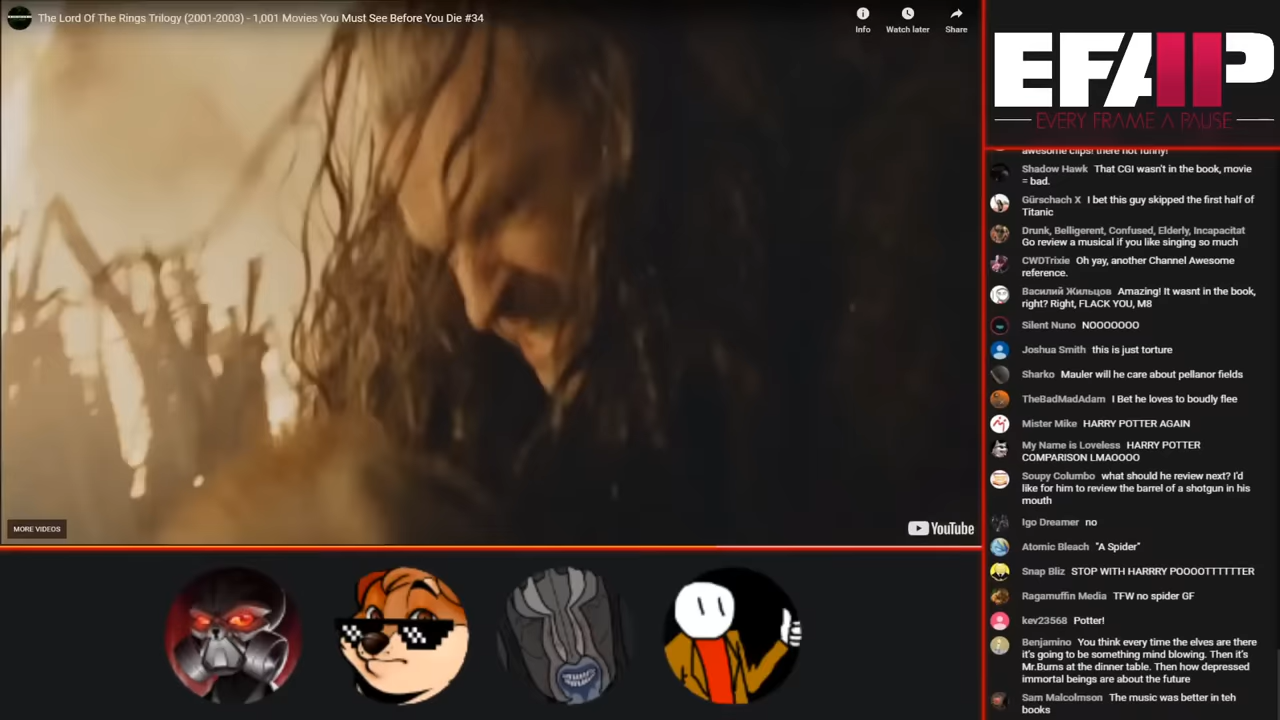 The Lord Of The Rings Trilogy (2001-2003) - 1,001 Movies You Must See Before You Die #34
Info
Watch later
Share
MORE VIDEOS
YouTube
EFAP
EVERY FRAME A PAUSE
awesome clips! there not funny!
Shadow Hawk That CGI wasn't in the book, movie
= bad.
Gürschach X I bet this guy skipped the first half of
Titanic
Drunk, Belligerent, Confused, Elderly, Incapacitat
Go review a musical if you like singing so much
CWDTrixie Oh yay, another Channel Awesome
reference.
Василий Жильцов Amazing! It wasnt in the book,
right? Right, FLACK YOU, M8
Silent Nuno NOOOOOOO
Joshua Smith this is just torture
Sharko Mauler will he care about pellanor fields
TheBadMadAdam I Bet he loves to boudly flee
Mister Mike HARRY POTTER AGAIN
My Name is Loveless HARRY POTTER
COMPARISON LMAOOOO
Soupy Columbo what should he review next? I'd
like for him to review the barrel of a shotgun in his
mouth
Igo Dreamer no
Atomic Bleach "A Spider"
Snap Bliz STOP WITH HARRRY POOOOTTTTTTER
Ragamuffin Media TFW no spider GF
kev23568 Potter!
Benjamino You think every time the elves are there
it's going to be something mind blowing. Then it's
Mr.Burns at the dinner table. Then how depressed
immortal beings are about the future
Sam Malcolmson The music was better in teh
books